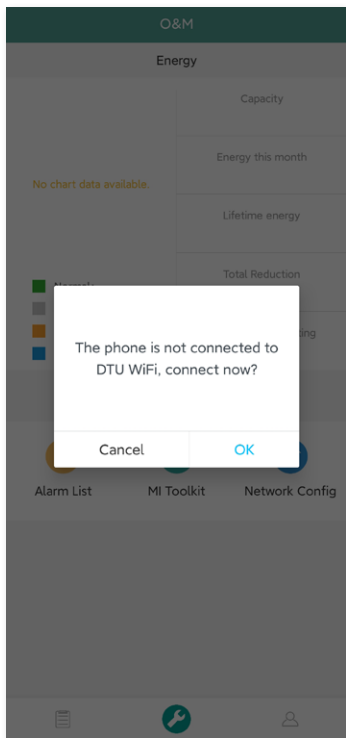 O&M
Energy
Capacity
Energy this month
No chart data available.
Lifetime energy
Total Reduction
The phone is not connected to
DTU WiFi, connect now?
Cancel
OK
Alarm List
MI Toolkit
Network Config